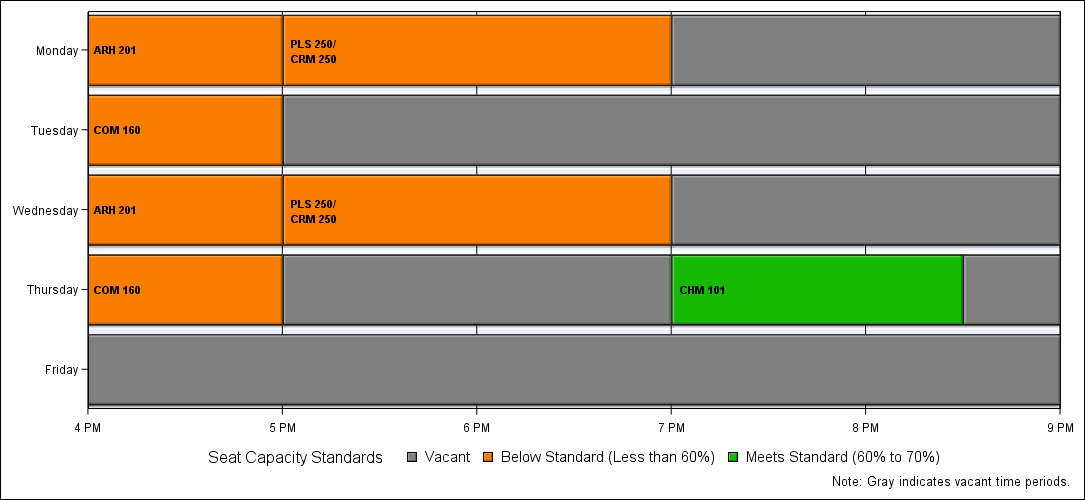 Monday
ARH 201
PLS 250/
CRM 250
Tuesday
COM 160
Wednesday
ARH 201
PLS 250/
CRM 250
Thursday
COM 160
CHM 101
Friday
4 PM 5 PM 6 PM 7 PM 8 PM 9 PM
Seat Capacity Standards Vacant Below Standard (Less than 60%) Meets Standard (60% to 70%)
Note: Gray indicates vacant time periods.